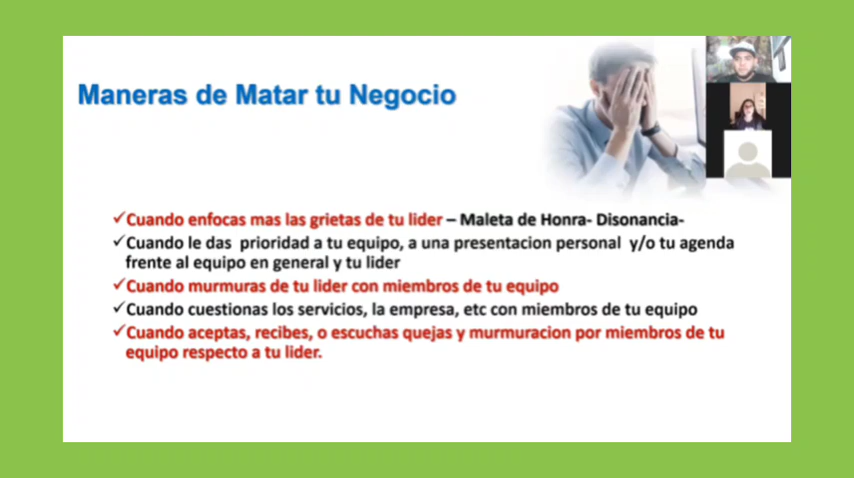 Maneras de Matar tu Negocio
✓Cuando enfocas mas las grietas de tu lider – Maleta de Honra- Disonancia-
✓Cuando le das prioridad a tu equipo, a una presentacion personal y/o tu agenda
frente al equipo en general y tu lider
✓Cuando murmuras de tu lider con miembros de tu equipo
✓Cuando cuestionas los servicios, la empresa, etc con miembros de tu equipo
✓Cuando aceptas, recibes, o escuchas quejas y murmuracion por miembros de tu
equipo respecto a tu lider.